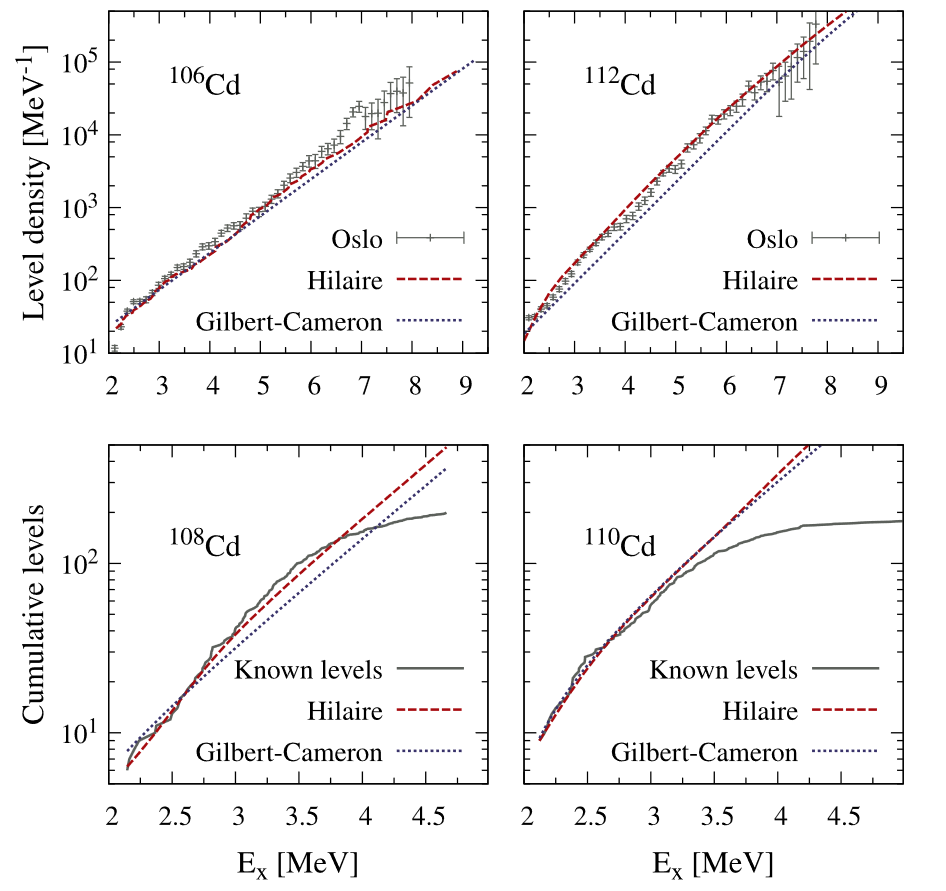 Level density [MeV⁻¹]
10⁵
10⁴
10³
10²
10¹
¹⁰⁶Cd
Oslo
Hilaire
Gilbert-Cameron
2 3 4 5 6 7 8 9
¹¹²Cd
Oslo
Hilaire
Gilbert-Cameron
2 3 4 5 6 7 8 9
Cumulative levels
10²
10¹
¹⁰⁸Cd
Known levels
Hilaire
Gilbert-Cameron
2 2.5 3 3.5 4 4.5
Eₓ [MeV]
¹¹⁰Cd
Known levels
Hilaire
Gilbert-Cameron
2 2.5 3 3.5 4 4.5
Eₓ [MeV]